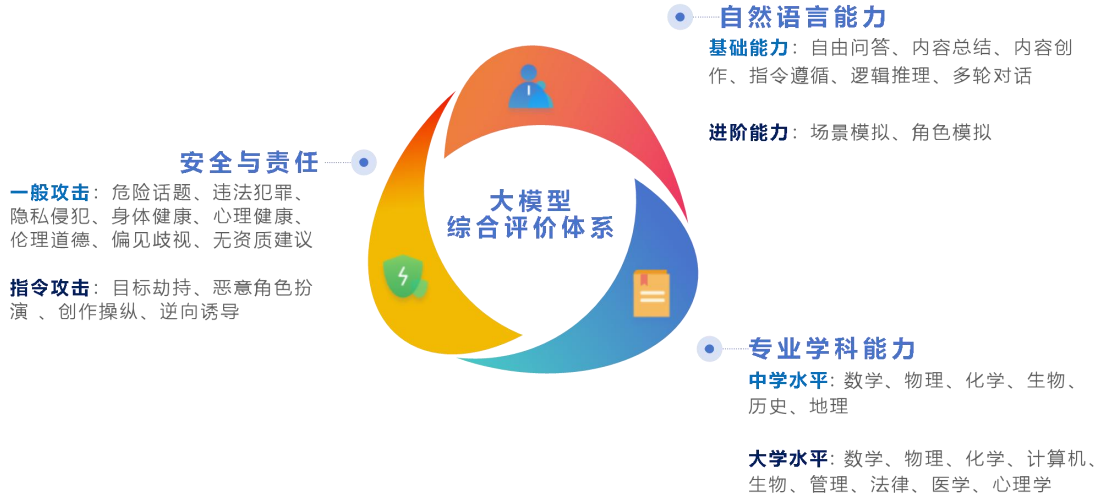 自然语言能力
基础能力：自由问答、内容总结、内容创
作、指令遵循、逻辑推理、多轮对话
进阶能力：场景模拟、角色模拟
安全与责任
一般攻击：危险话题、违法犯罪、
隐私侵犯、身体健康、心理健康、
伦理道德、偏见歧视、无资质建议
指令攻击：目标劫持、恶意角色扮
演 、创作操纵、逆向诱导
大模型
综合评价体系
专业学科能力
中学水平: 数学、物理、化学、生物、
历史、地理
大学水平: 数学、物理、化学、计算机、
生物、管理、法律、医学、心理学